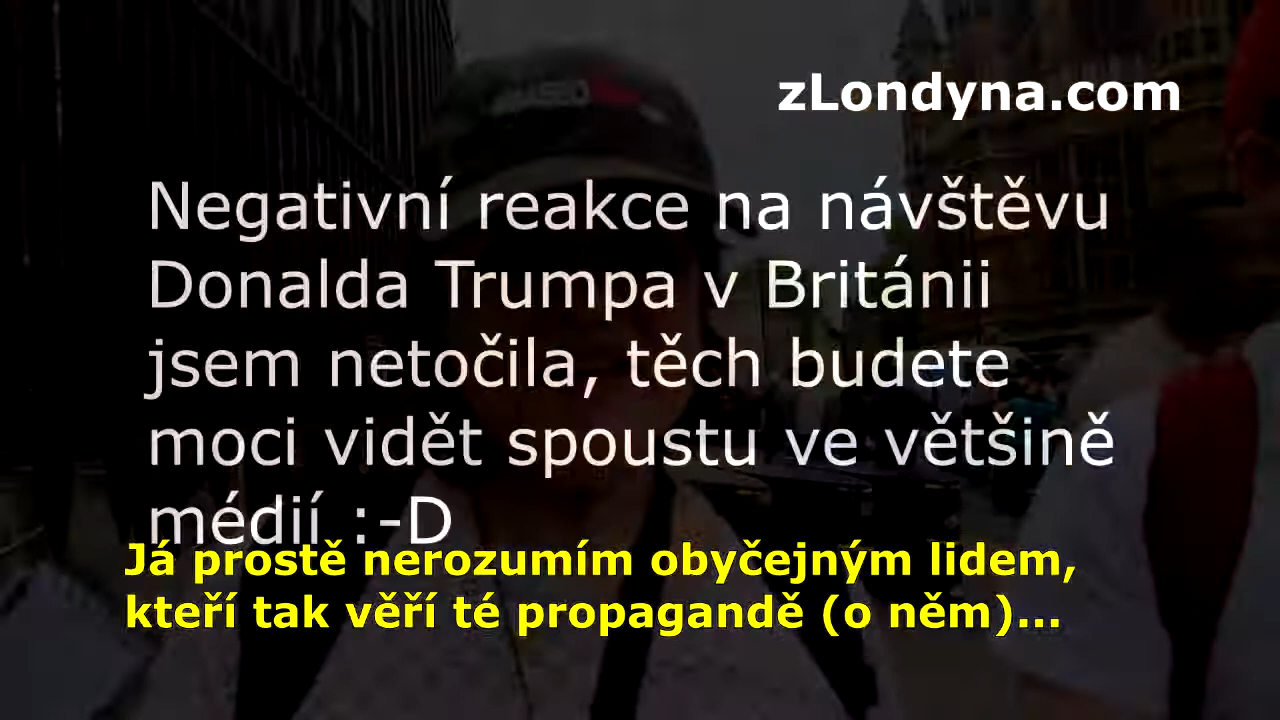 zLondyna.com
Negativní reakce na návštěvu
Donalda Trumpa v Británii
jsem netočila, těch budete
moci vidět spoustu ve většině
médií :-D
Já prostě nerozumím obyčejným lidem,
kteří tak věří té propagandě (o něm)...